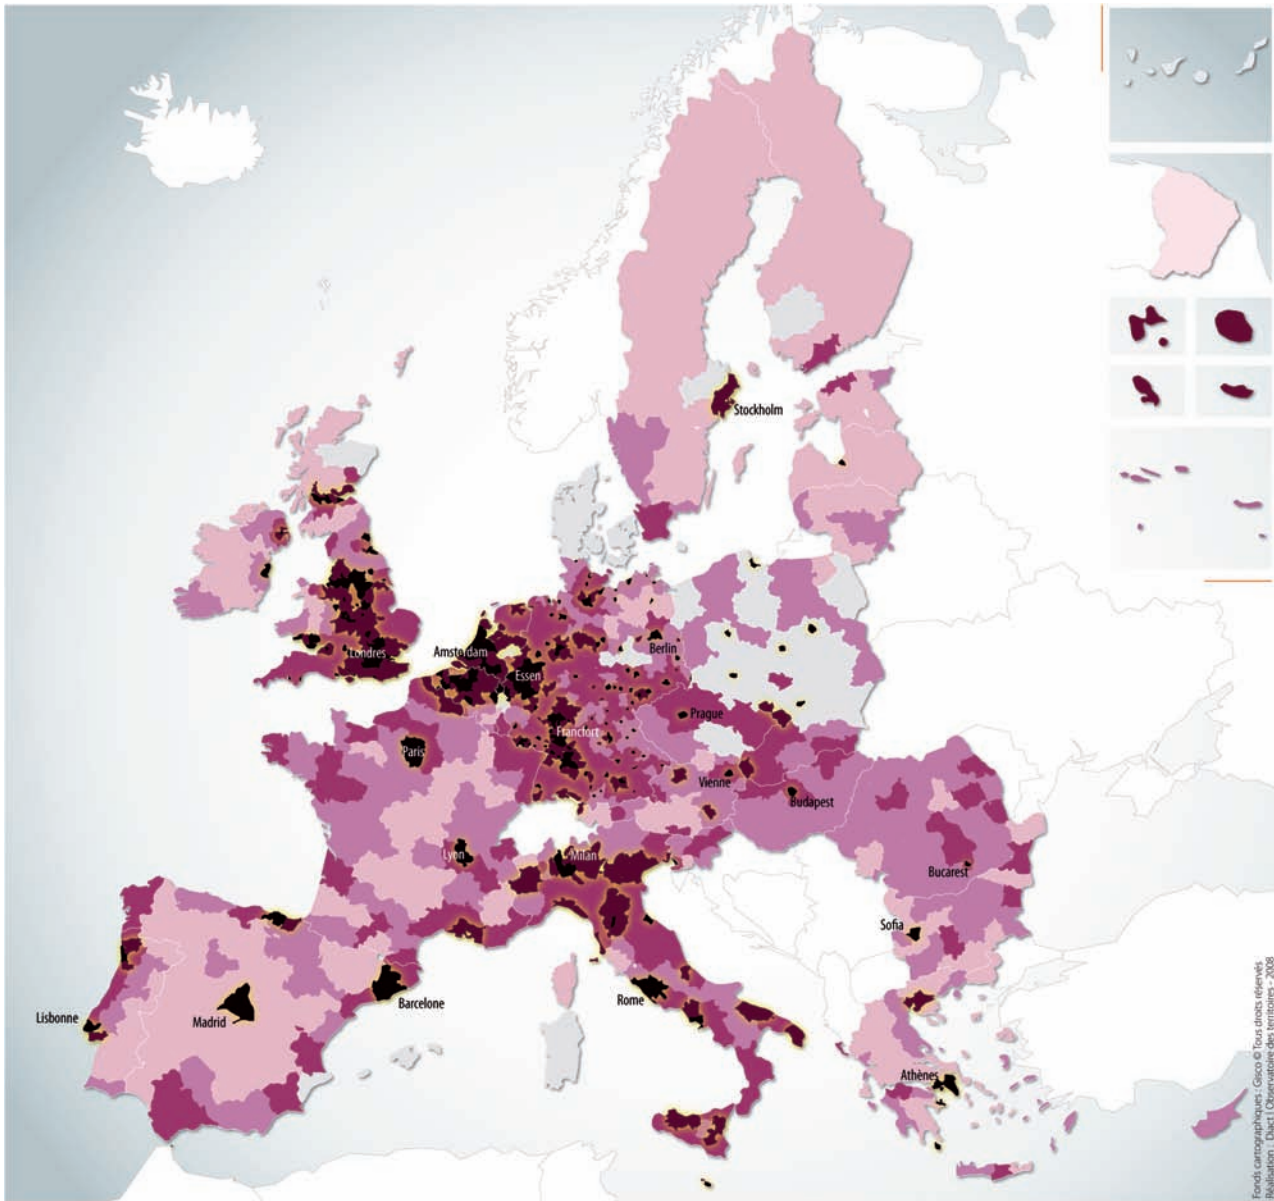 Stockholm
Londres
Amsterdam
Essen
Berlin
Francfort
Prague
Paris
Vienne
Budapest
Lyon
Milan
Bucarest
Sofia
Lisbonne
Madrid
Barcelone
Rome
Athènes
Fonds cartographiques : Gisco © Tous droits réservés
Réalisation : Diact | Observatoire des territoires - 2008